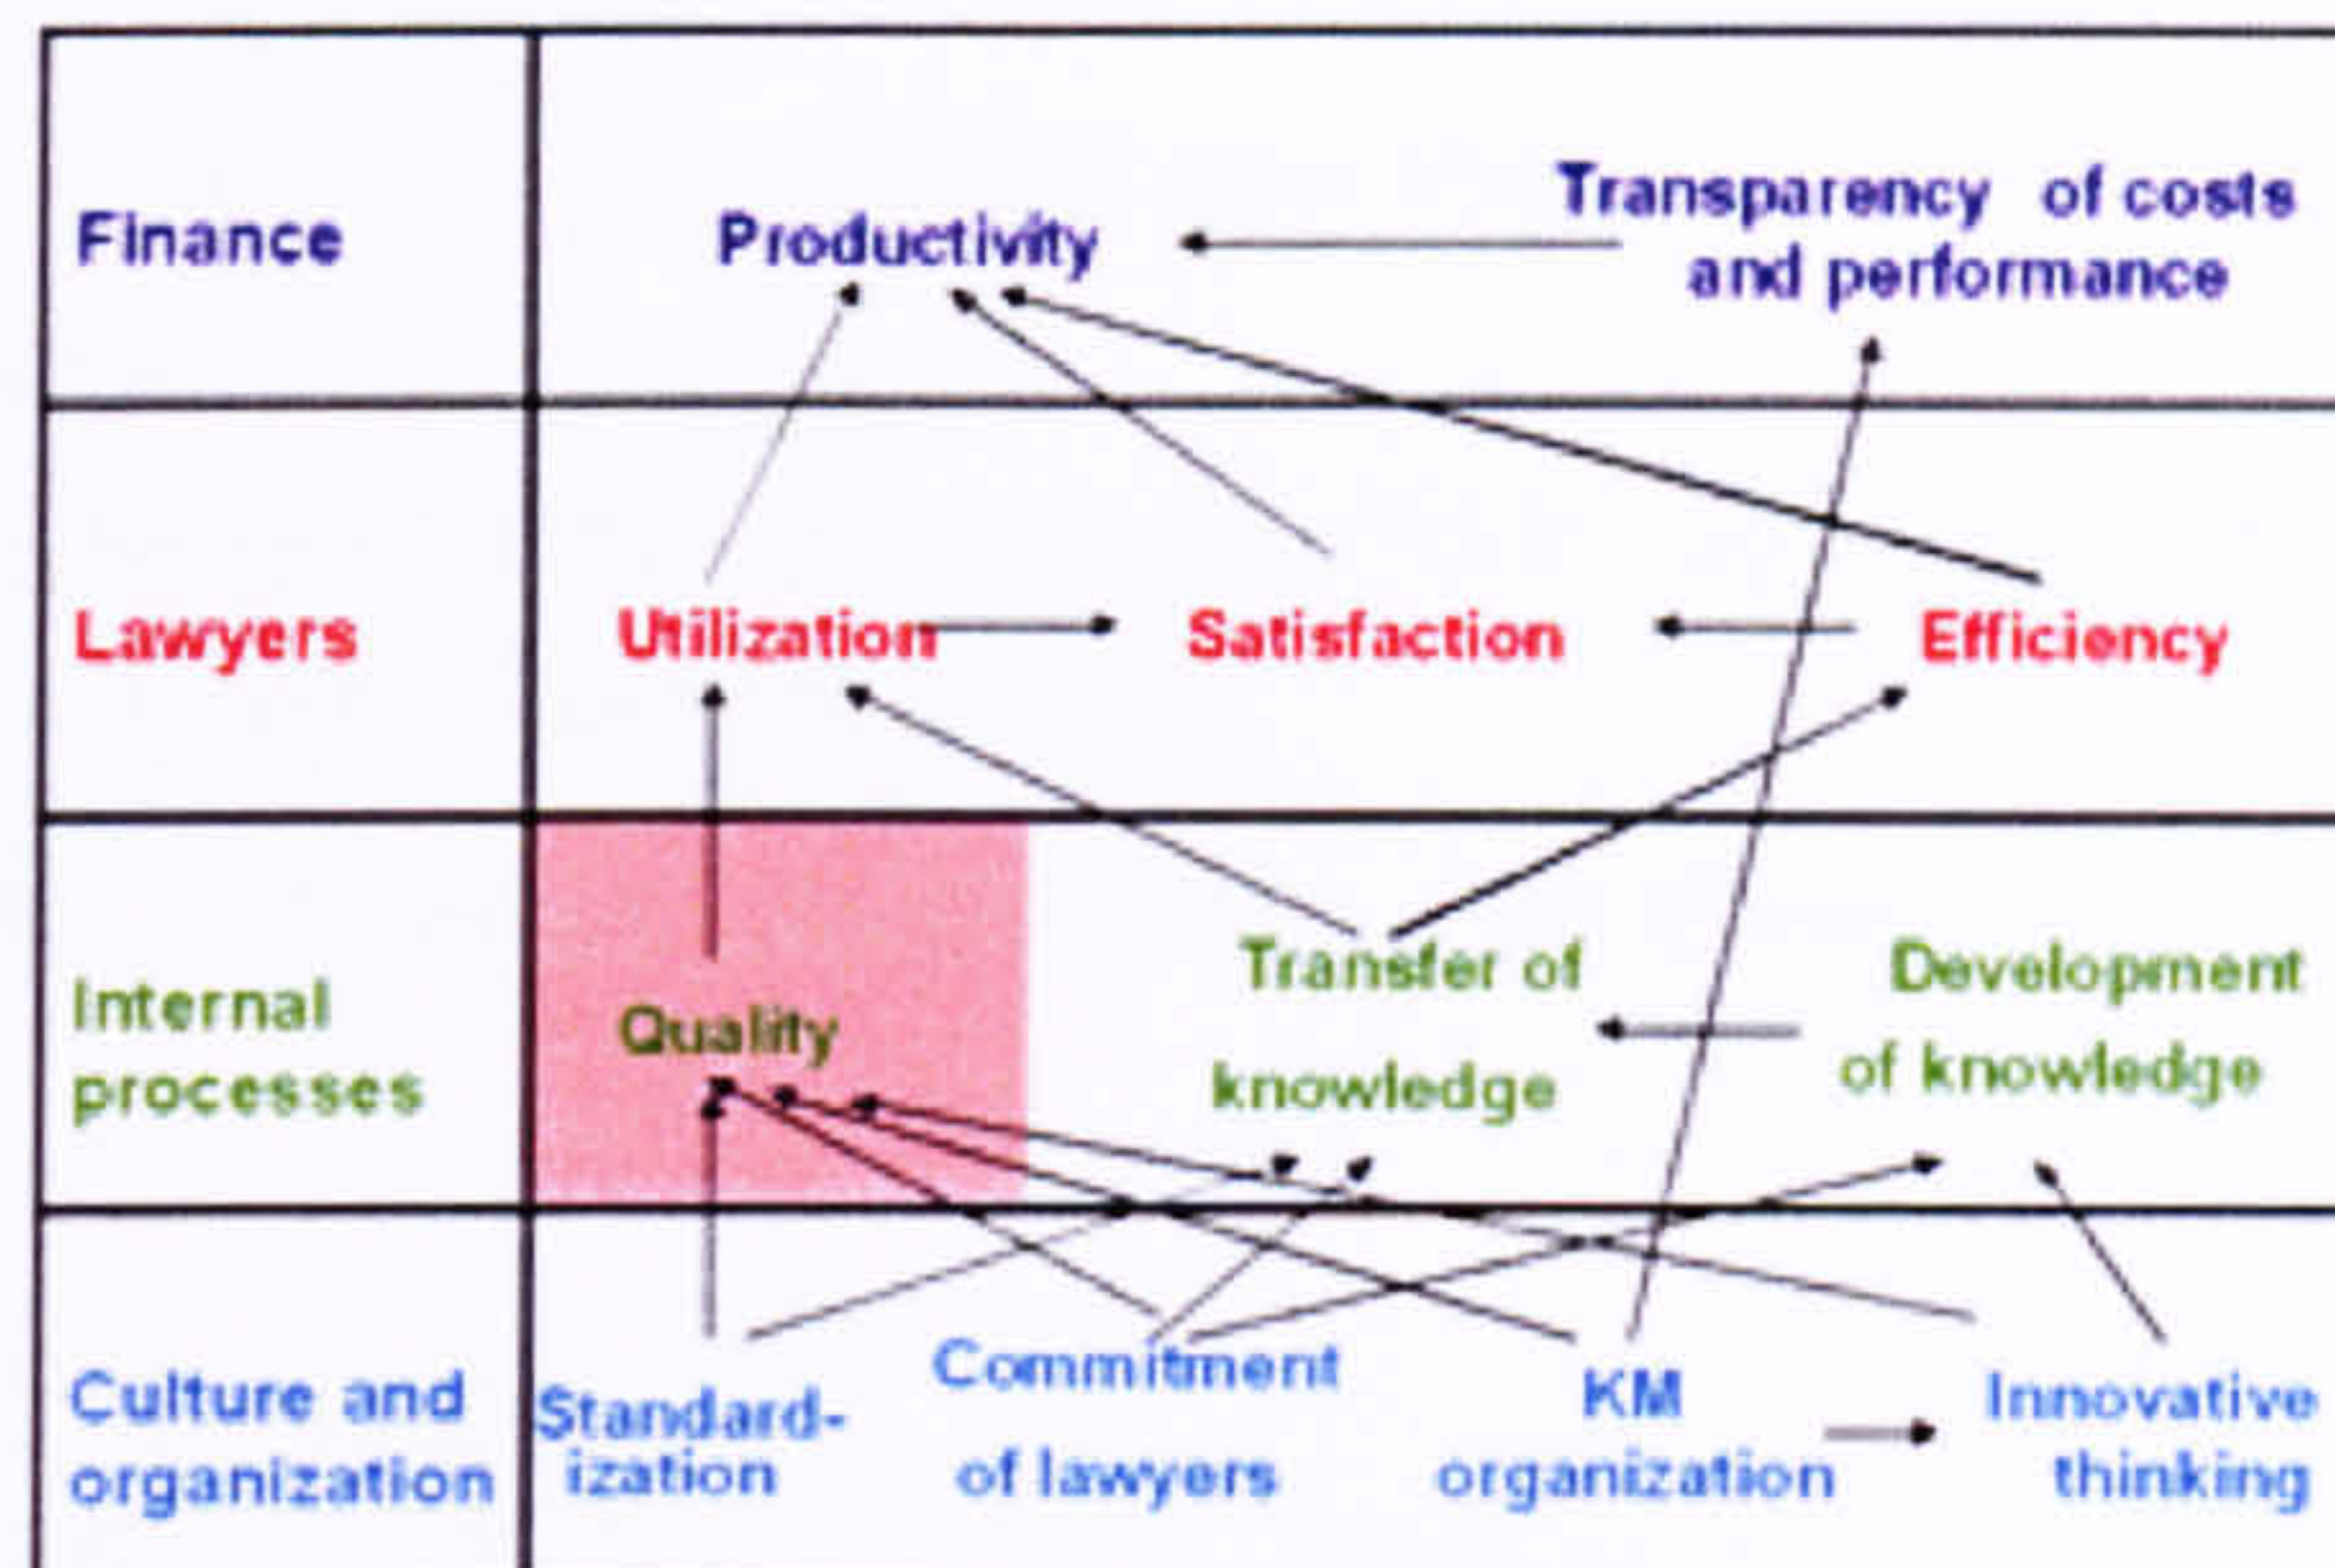 Finance
Productivity
Transparency of costs
and performance
Lawyers
Utilization
Satisfaction
Efficiency
Internal
processes
Quality
Transfer of
knowledge
Development
of knowledge
Culture and
organization
Standard-
ization
Commitment
of lawyers
KM
organization
Innovative
thinking